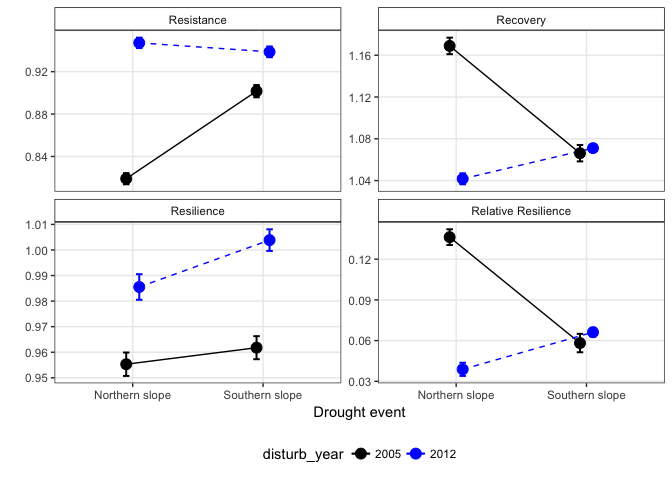 Resistance
Recovery
0.92
0.88
0.84
1.16
1.12
1.08
1.04
Resilience
Relative Resilience
1.01
1.00
0.99
0.98
0.97
0.96
0.95
0.12
0.09
0.06
0.03
Northern slope Southern slope Northern slope Southern slope
Drought event
disturb_year 2005 2012